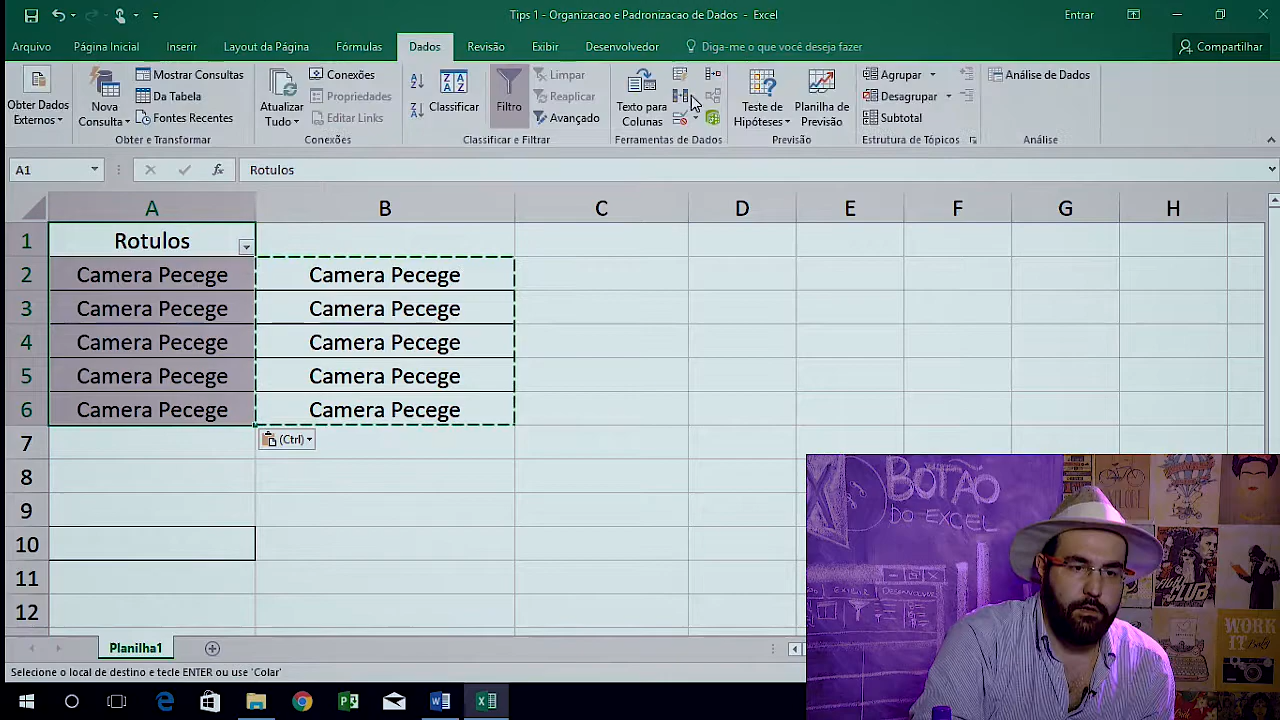 Tips 1 - Organizacao e Padronizacao de Dados - Excel
Entrar
Arquivo
Página Inicial
Inserir
Layout da Página
Fórmulas
Dados
Revisão
Exibir
Desenvolvedor
Diga-me o que você deseja fazer
Compartilhar
Obter Dados Externos
Nova Consulta
Mostrar Consultas
Da Tabela
Fontes Recentes
Obter e Transformar
Atualizar Tudo
Conexões
Propriedades
Editar Links
Conexões
Classificar
Filtro
Limpar
Reaplicar
Avançado
Classificar e Filtrar
Texto para Colunas
Ferramentas de Dados
Teste de Hipóteses
Planilha de Previsão
Previsão
Agrupar
Desagrupar
Subtotal
Estrutura de Tópicos
Análise de Dados
Análise
A1
fx
Rotulos
A B C D E F G H
1 Rotulos
2 Camera Pecege Camera Pecege
3 Camera Pecege Camera Pecege
4 Camera Pecege Camera Pecege
5 Camera Pecege Camera Pecege
6 Camera Pecege Camera Pecege
(Ctrl)
7
8
9
10
11
12
BOTÃO
DO EXCEL
EXIBIR
CLUB
WORK
IT
Planilha1
Selecione o local de destino e tecle ENTER ou use 'Colar'